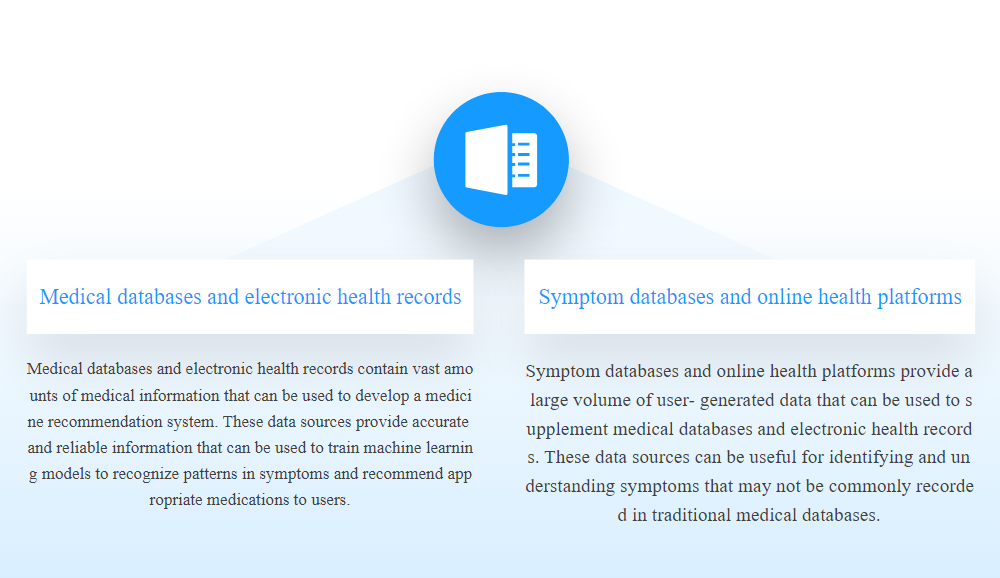 Medical databases and electronic health records
Medical databases and electronic health records contain vast amo
unts of medical information that can be used to develop a medici
ne recommendation system. These data sources provide accurate
and reliable information that can be used to train machine learnin
g models to recognize patterns in symptoms and recommend app
ropriate medications to users.
Symptom databases and online health platforms
Symptom databases and online health platforms provide a
large volume of user- generated data that can be used to s
upplement medical databases and electronic health record
s. These data sources can be useful for identifying and un
derstanding symptoms that may not be commonly recorde
d in traditional medical databases.